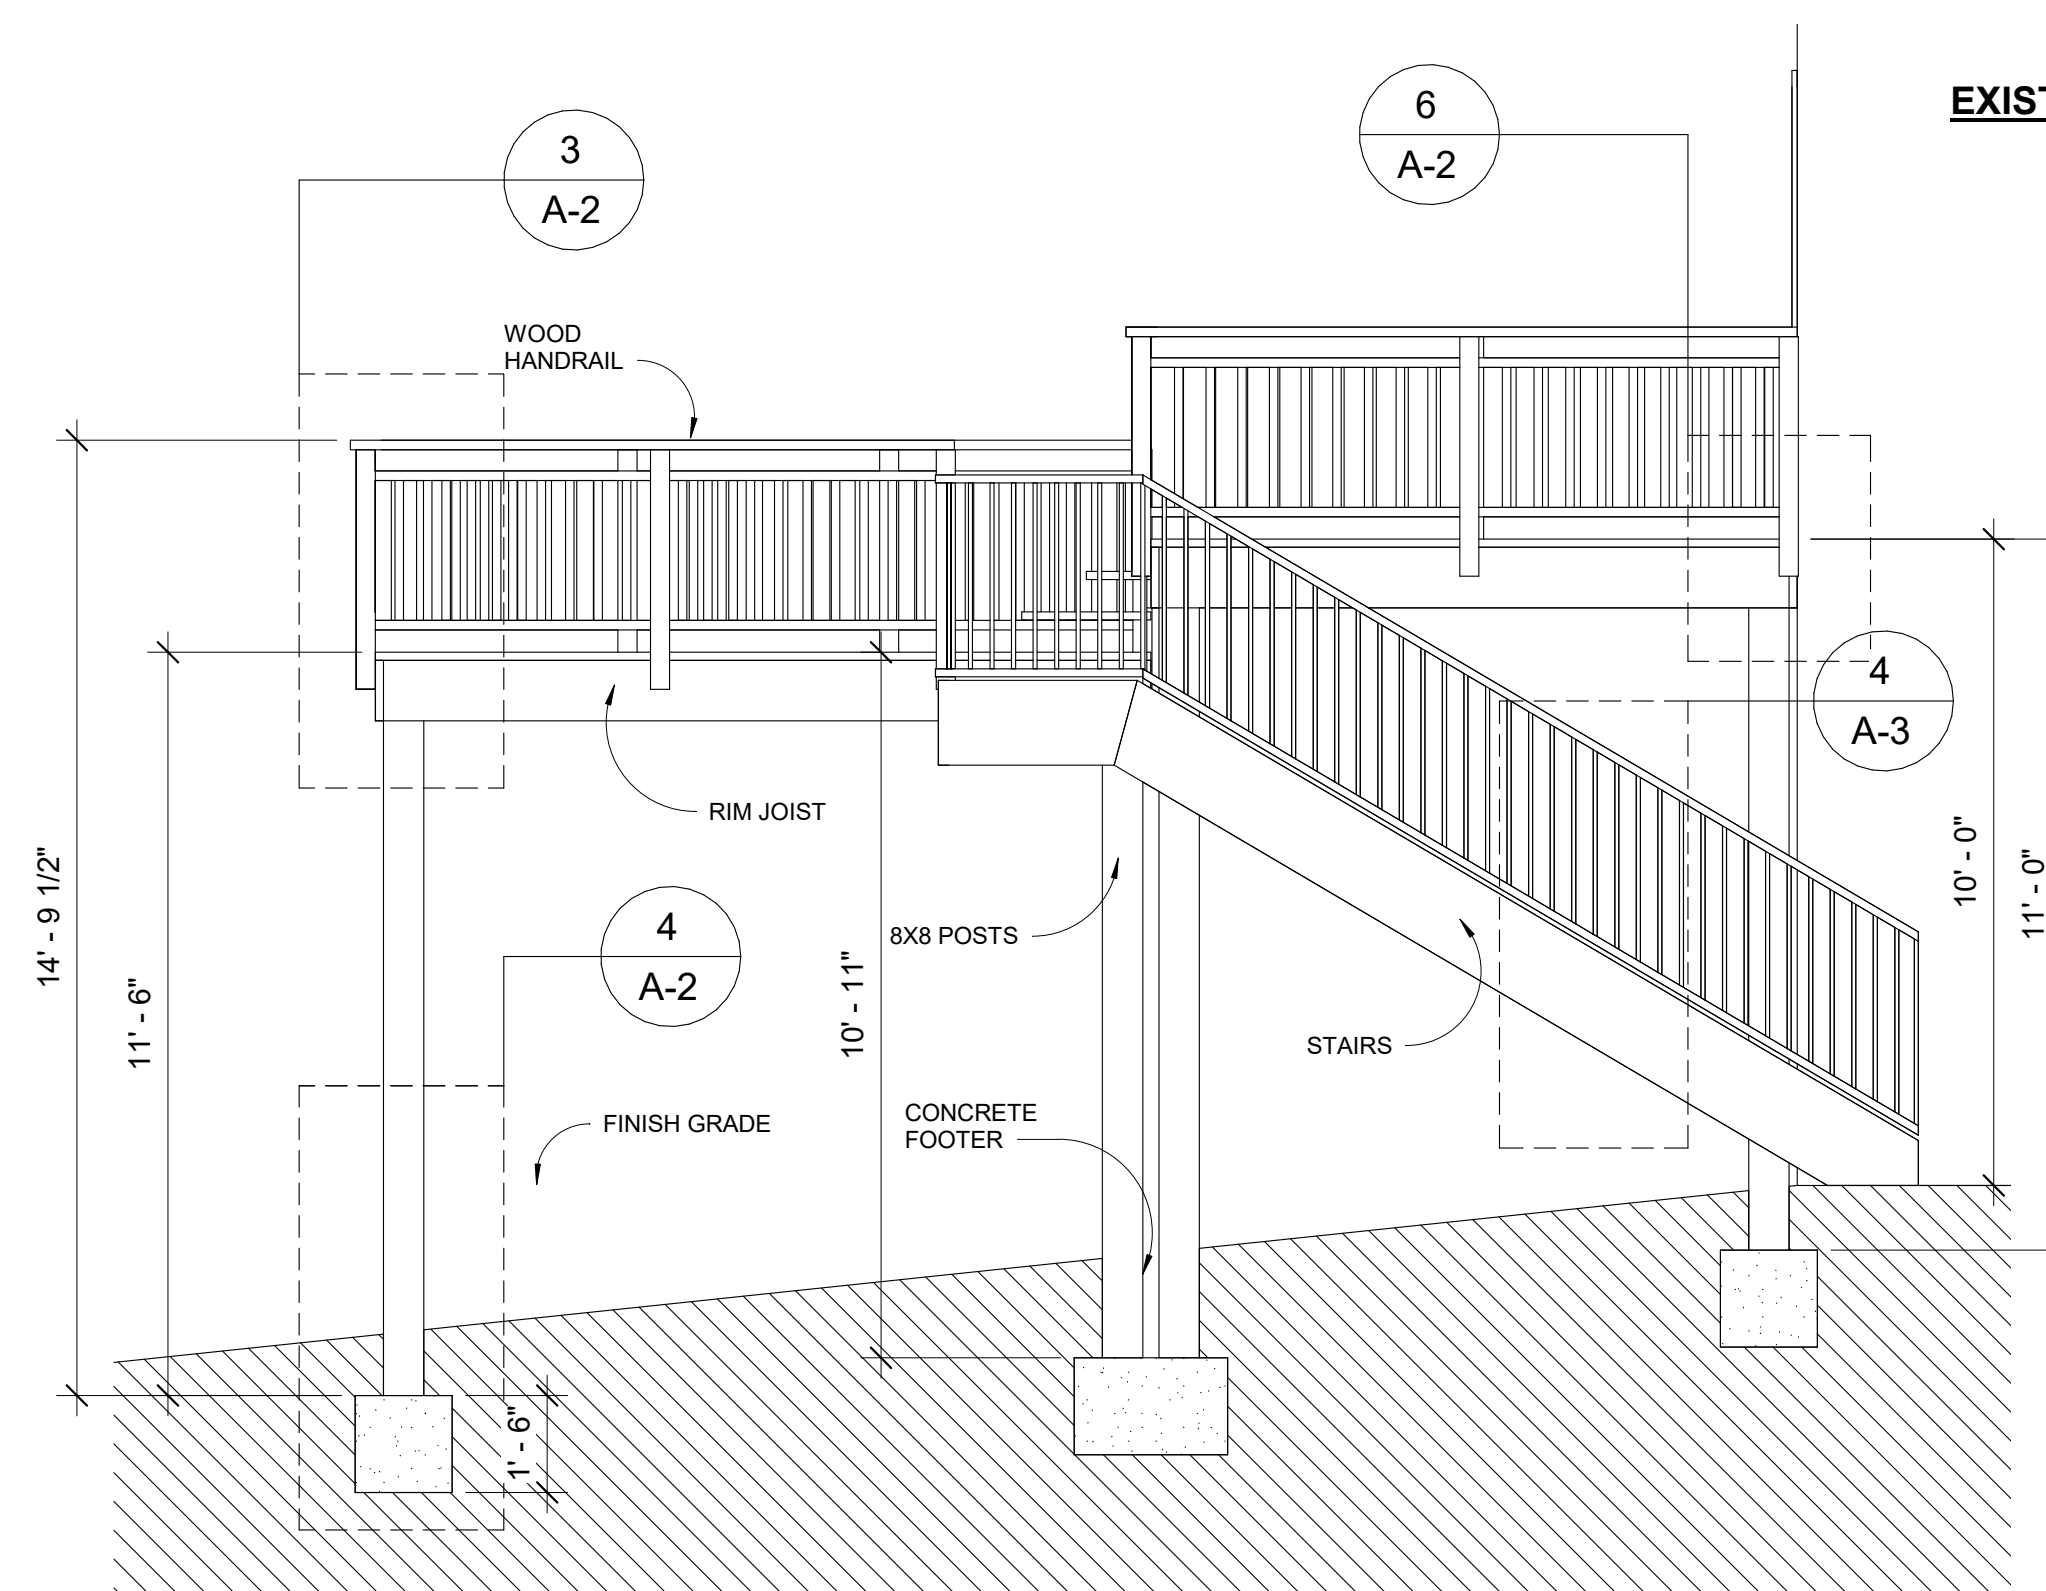 6
A-2
EXIST
3
A-2
WOOD
HANDRAIL
4
A-3
RIM JOIST
14' - 9 1/2"
11' - 6"
10' - 11"
10' - 0"
11' - 0"
8X8 POSTS
4
A-2
STAIRS
FINISH GRADE
CONCRETE
FOOTER
1' - 6"